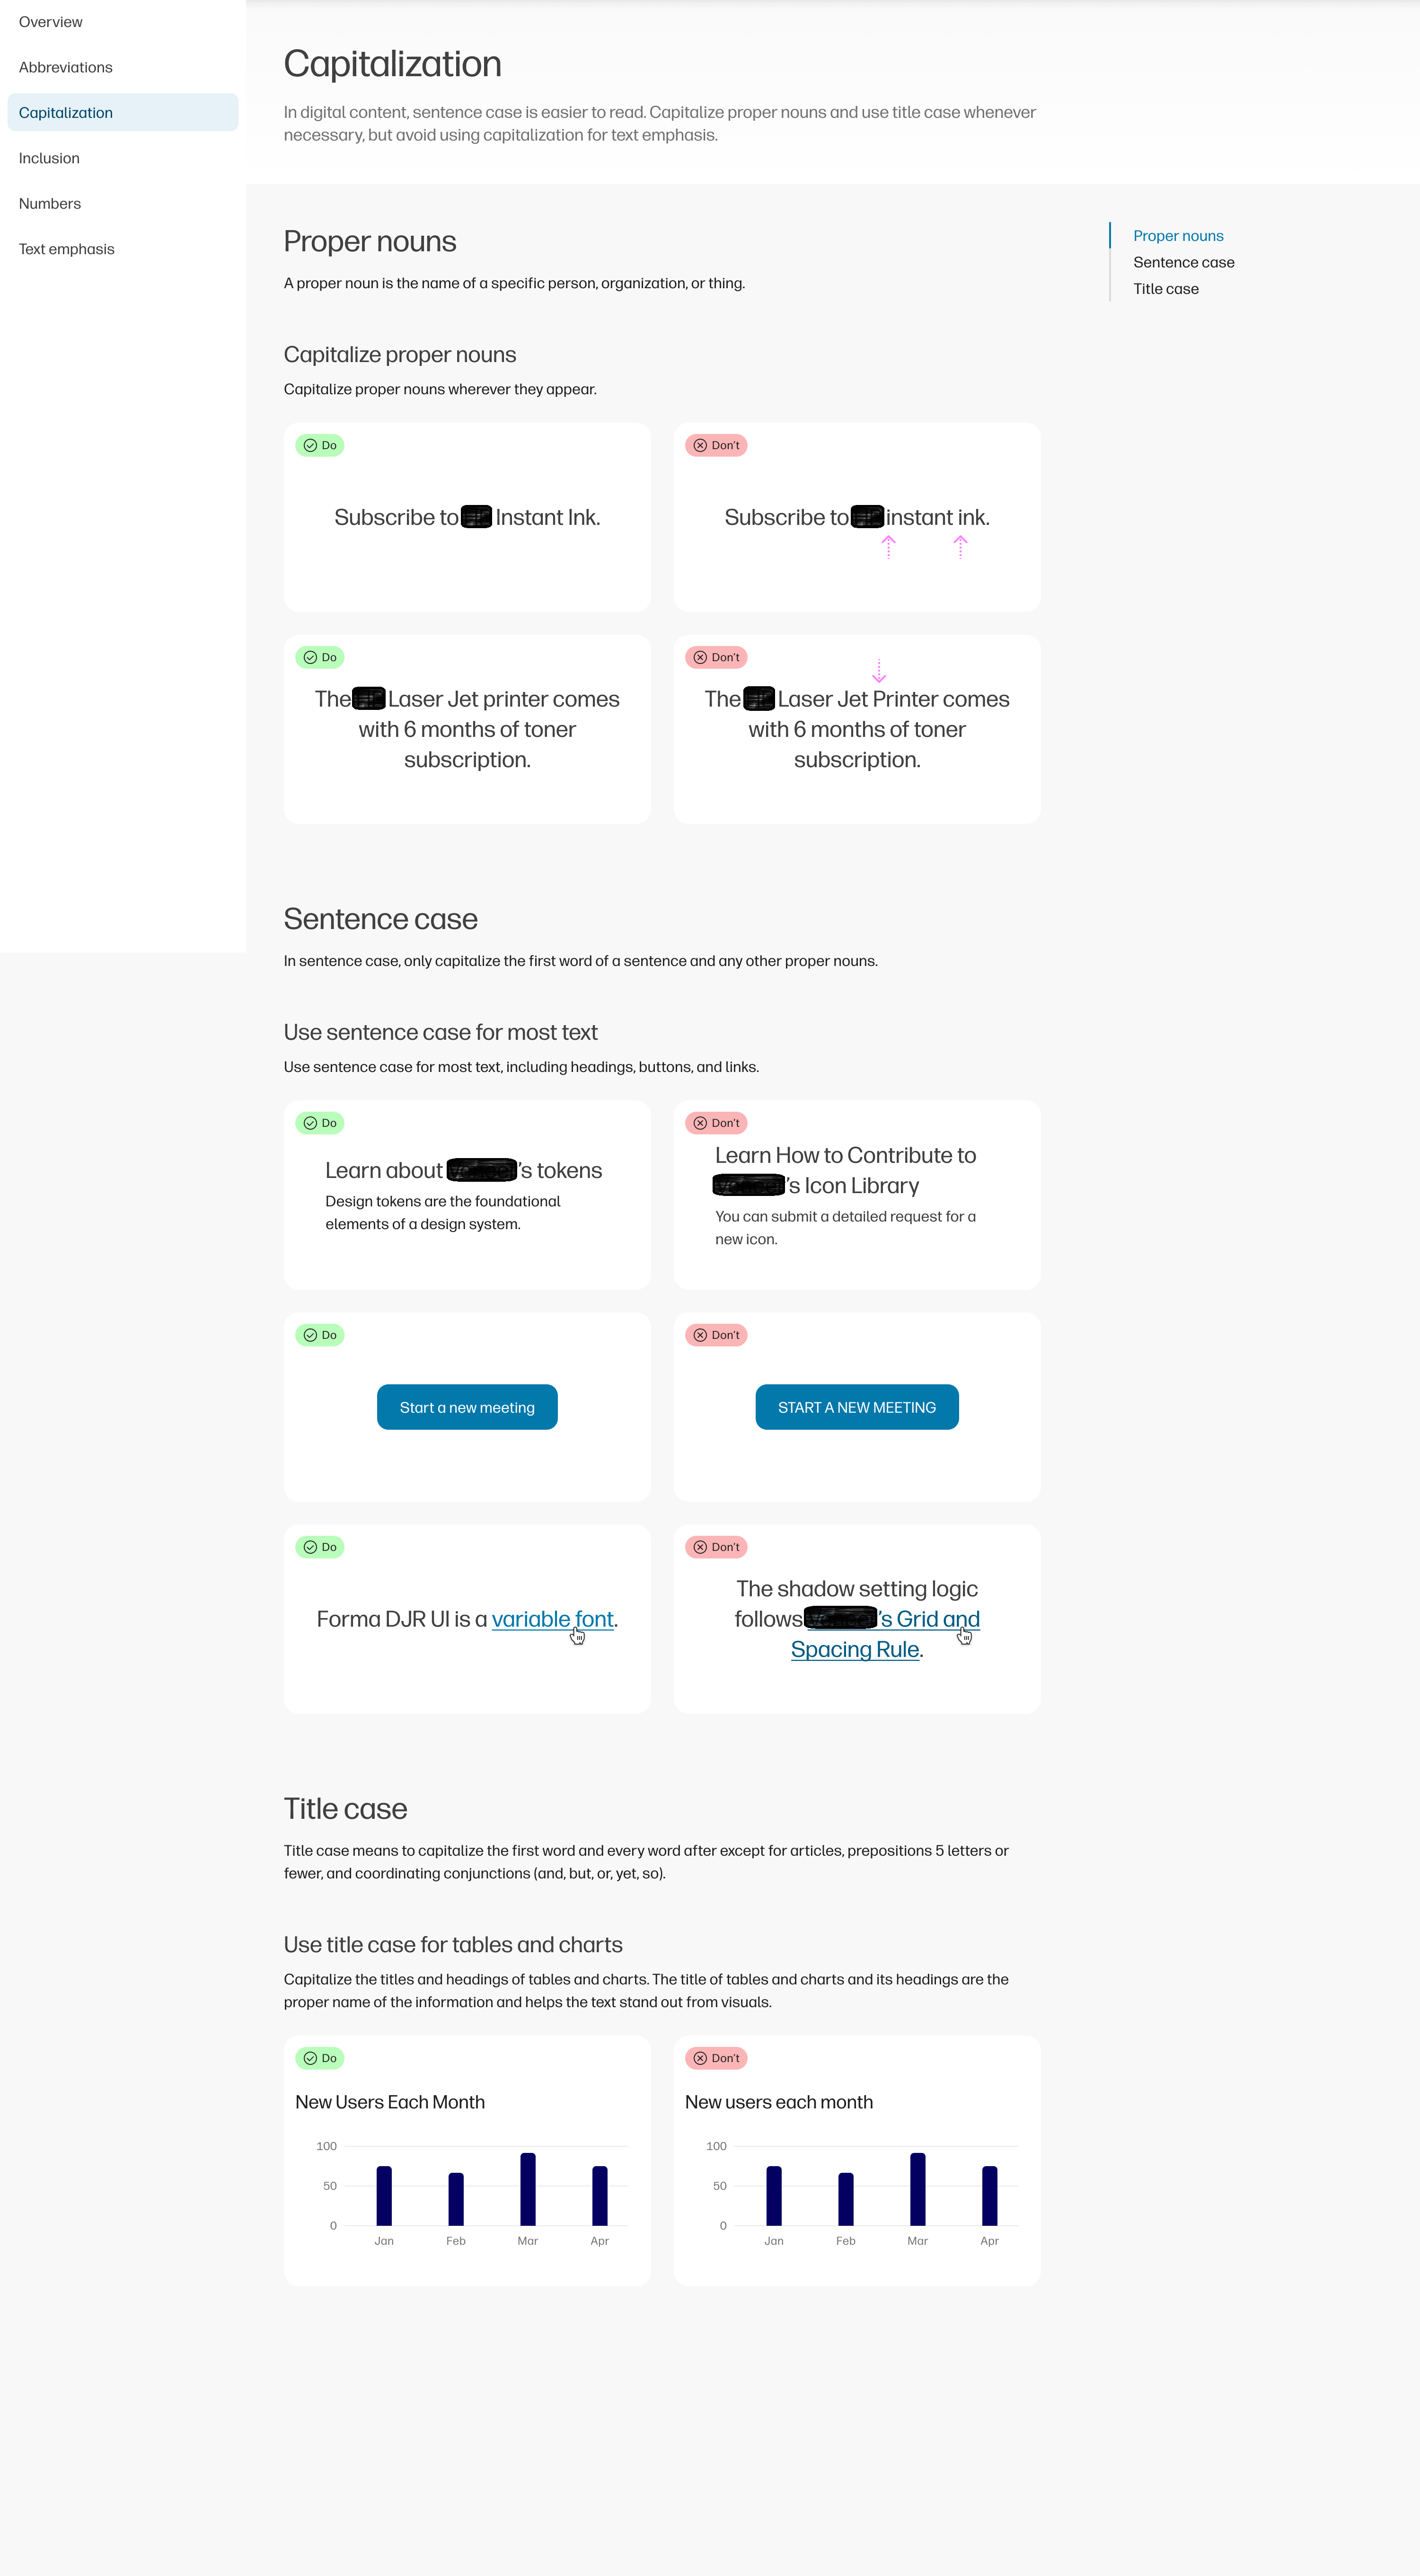 Overview
Abbreviations
Capitalization
Inclusion
Numbers
Text emphasis
Capitalization
In digital content, sentence case is easier to read. Capitalize proper nouns and use title case whenever
necessary, but avoid using capitalization for text emphasis.
Proper nouns
A proper noun is the name of a specific person, organization, or thing.
Proper nouns
Sentence case
Title case
Capitalize proper nouns
Capitalize proper nouns wherever they appear.
Do
Subscribe to Instant Ink.
Don't
Subscribe to instant ink.
Do
The Laser Jet printer comes
with 6 months of toner
subscription.
Don't
The Laser Jet Printer comes
with 6 months of toner
subscription.
Sentence case
In sentence case, only capitalize the first word of a sentence and any other proper nouns.
Use sentence case for most text
Use sentence case for most text, including headings, buttons, and links.
Do
Learn about 's tokens
Design tokens are the foundational
elements of a design system.
Don't
Learn How to Contribute to
's Icon Library
You can submit a detailed request for a
new icon.
Do
Start a new meeting
Don't
START A NEW MEETING
Do
Forma DJR UI is a variable font.
Don't
The shadow setting logic
follows 's Grid and
Spacing Rule.
Title case
Title case means to capitalize the first word and every word after except for articles, prepositions 5 letters or
fewer, and coordinating conjunctions (and, but, or, yet, so).
Use title case for tables and charts
Capitalize the titles and headings of tables and charts. The title of tables and charts and its headings are the
proper name of the information and helps the text stand out from visuals.
Do
New Users Each Month
100
50
0
Jan Feb Mar Apr
Don't
New users each month
100
50
0
Jan Feb Mar Apr